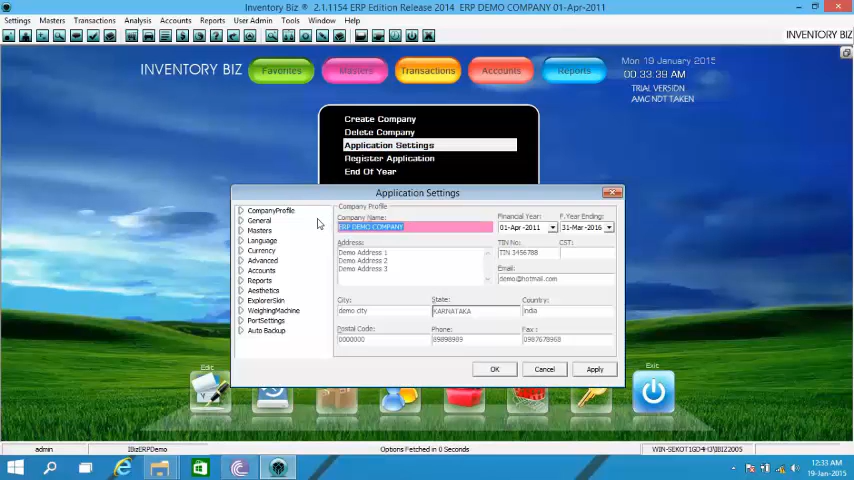 Inventory Biz ® 2.1.1154 ERP Edition Release 2014 ERP DEMO COMPANY 01-Apr-2011
Settings Masters Transactions Analysis Accounts Reports User Admin Tools Window Help
INVENTORY BIZ
INVENTORY BIZ Favorites Masters Transactions Accounts Reports
Mon 19 January 2015
00:33:39 AM
TRIAL VERSION
AMC NOT TAKEN
Create Company
Delete Company
Application Settings
Register Application
End Of Year
Application Settings
CompanyProfile
General
Masters
Language
Currency
Advanced
Accounts
Reports
Aesthetics
ExplorerSkin
WeighingMachine
PortSettings
Auto Backup
Company Profile
Company Name: Financial Year: F.Year Ending:
ERP DEMO COMPANY 01-Apr-2011 31-Mar-2016
Address: TIN No: CST:
Demo Address 1 TIN 3456788
Demo Address 2
Demo Address 3
Email:
demo@hotmail.com
City: State: Country:
demo city KARNATAKA India
Postal Code: Phone: Fax :
0000000 89898989 0987678968
OK Cancel Apply
Edit Exit
admin IBizERPDemo Options Fetched in 0 Seconds WIN-SEKOT1GO4H3\IBIZ2005
12:33 AM
19-Jan-2015